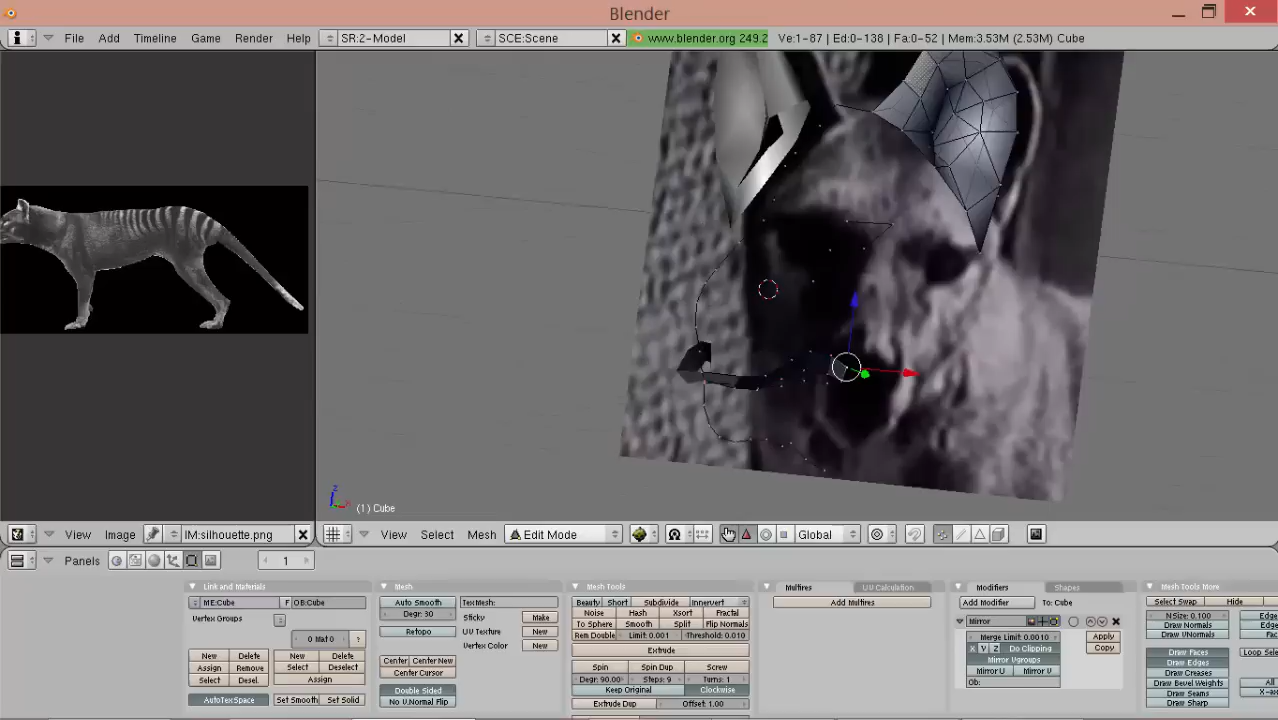 Blender
File Add Timeline Game Render Help SR:2-Model SCE:Scene www.blender.org 249.2 Ve:1-87 | Ed:0-138 | Fa:0-52 | Mem:3.53M (2.53M) Cube
z
(1) Cube
View Image IM:silhouette.png View Select Mesh Edit Mode Global
Panels 1
Link and Materials Mesh Mesh Tools Multires UV Calculation Modifiers Shapes Mesh Tools More
ME:Cube F OB:Cube Auto Smooth TexMesh: Beauty Short Subdivide Innervert Add Multires Add Modifier To: Cube Select Swap Hide
Vertex Groups Degr: 30 Sticky Make Noise Hash Xsort Fractal Mirror NSize: 0.100
Retopo UV Texture New To Sphere Smooth Split Flip Normals Merge Limit: 0.0010 Apply Draw Normals
0 Mat 0 ? Vertex Color New Rem Double Limit: 0.001 Threshold: 0.010 X Y Z Do Clipping Copy Draw VNormals
New Delete New Delete Center Center New Extrude Mirror Vgroups Draw Faces Loop Sele
Assign Remove Select Deselect Center Cursor Spin Spin Dup Screw Mirror U Mirror V Draw Edges
Select Desel. Assign Degr: 90.00 Steps: 9 Turns: 1 Ob: Draw Creases
Double Sided Keep Original Clockwise Draw Bevel Weights All
AutoTexSpace Set Smooth Set Solid No V.Normal Flip Extrude Dup Offset: 1.00 Draw Seams
Draw Sharp